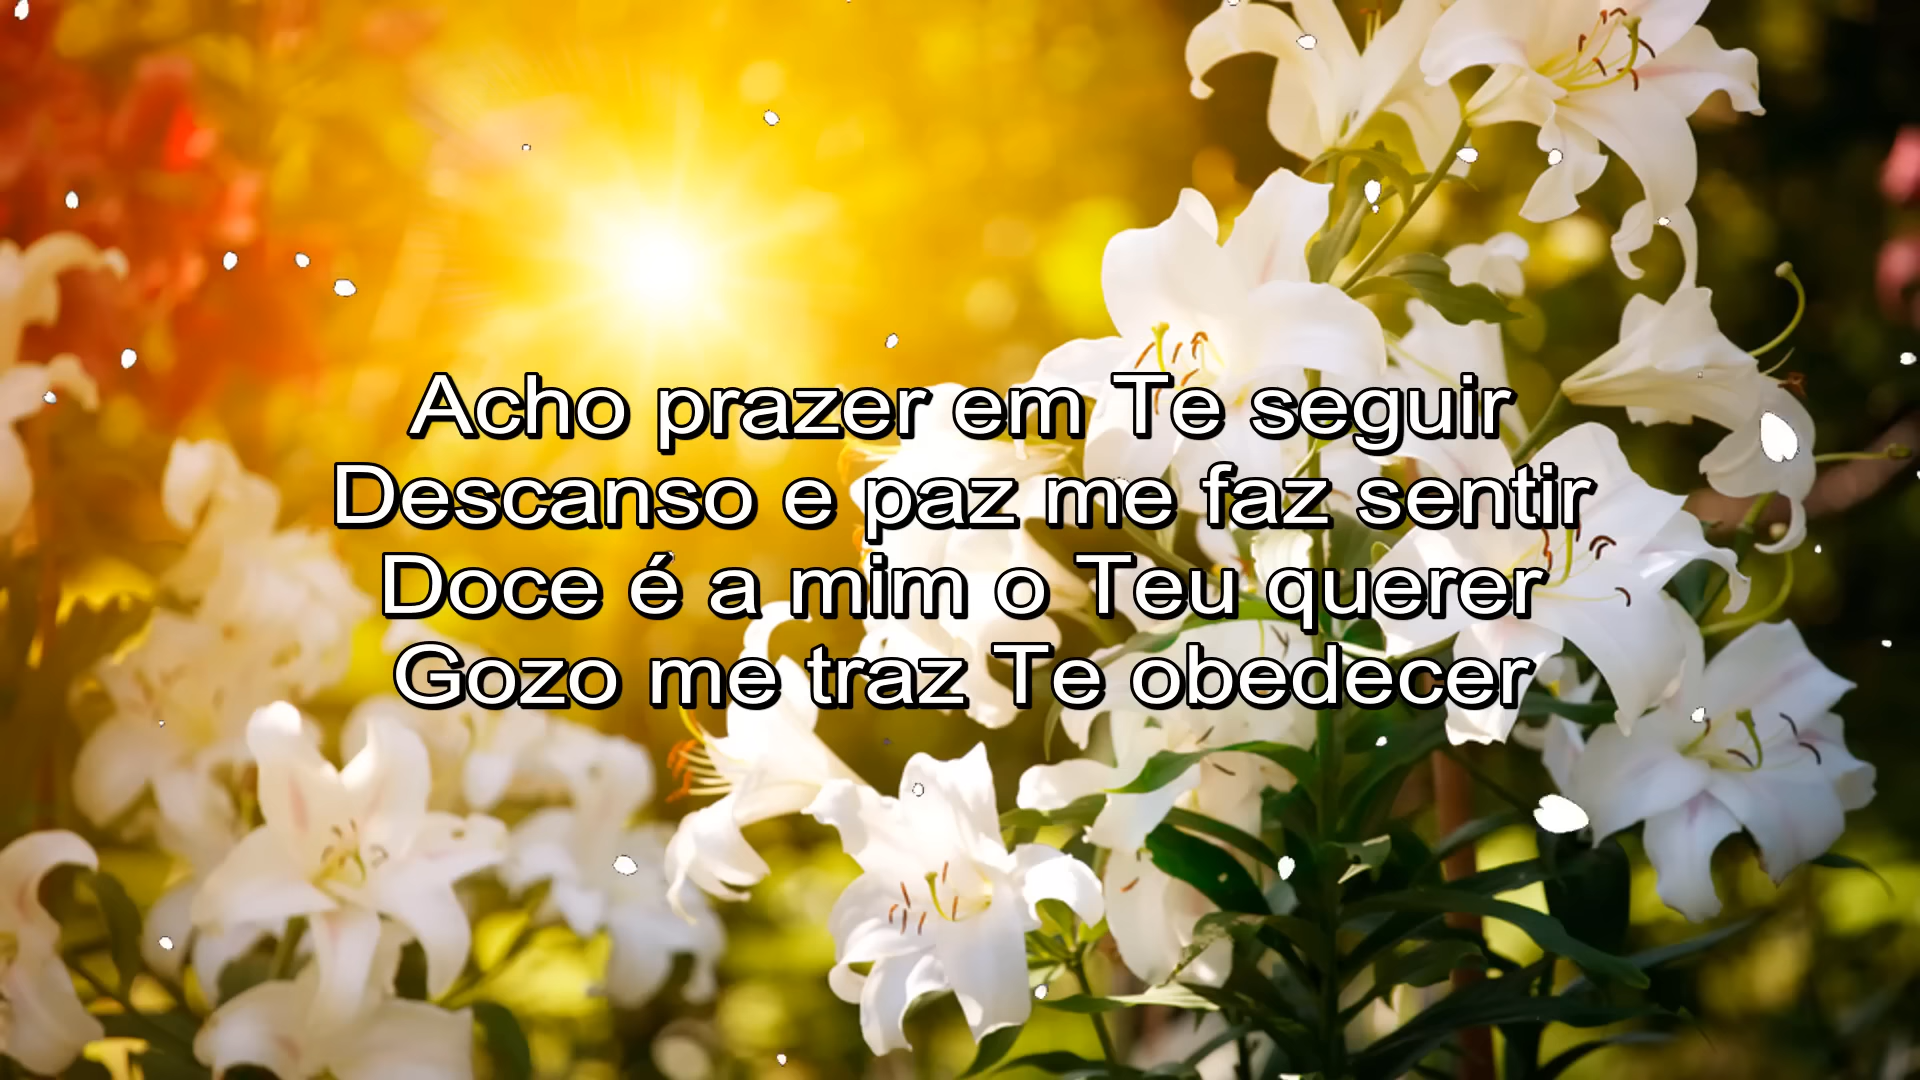 Acho prazer em Te seguir
Descanso e paz me faz sentir
Doce é a mim o Teu querer
Gozo me traz Te obedecer